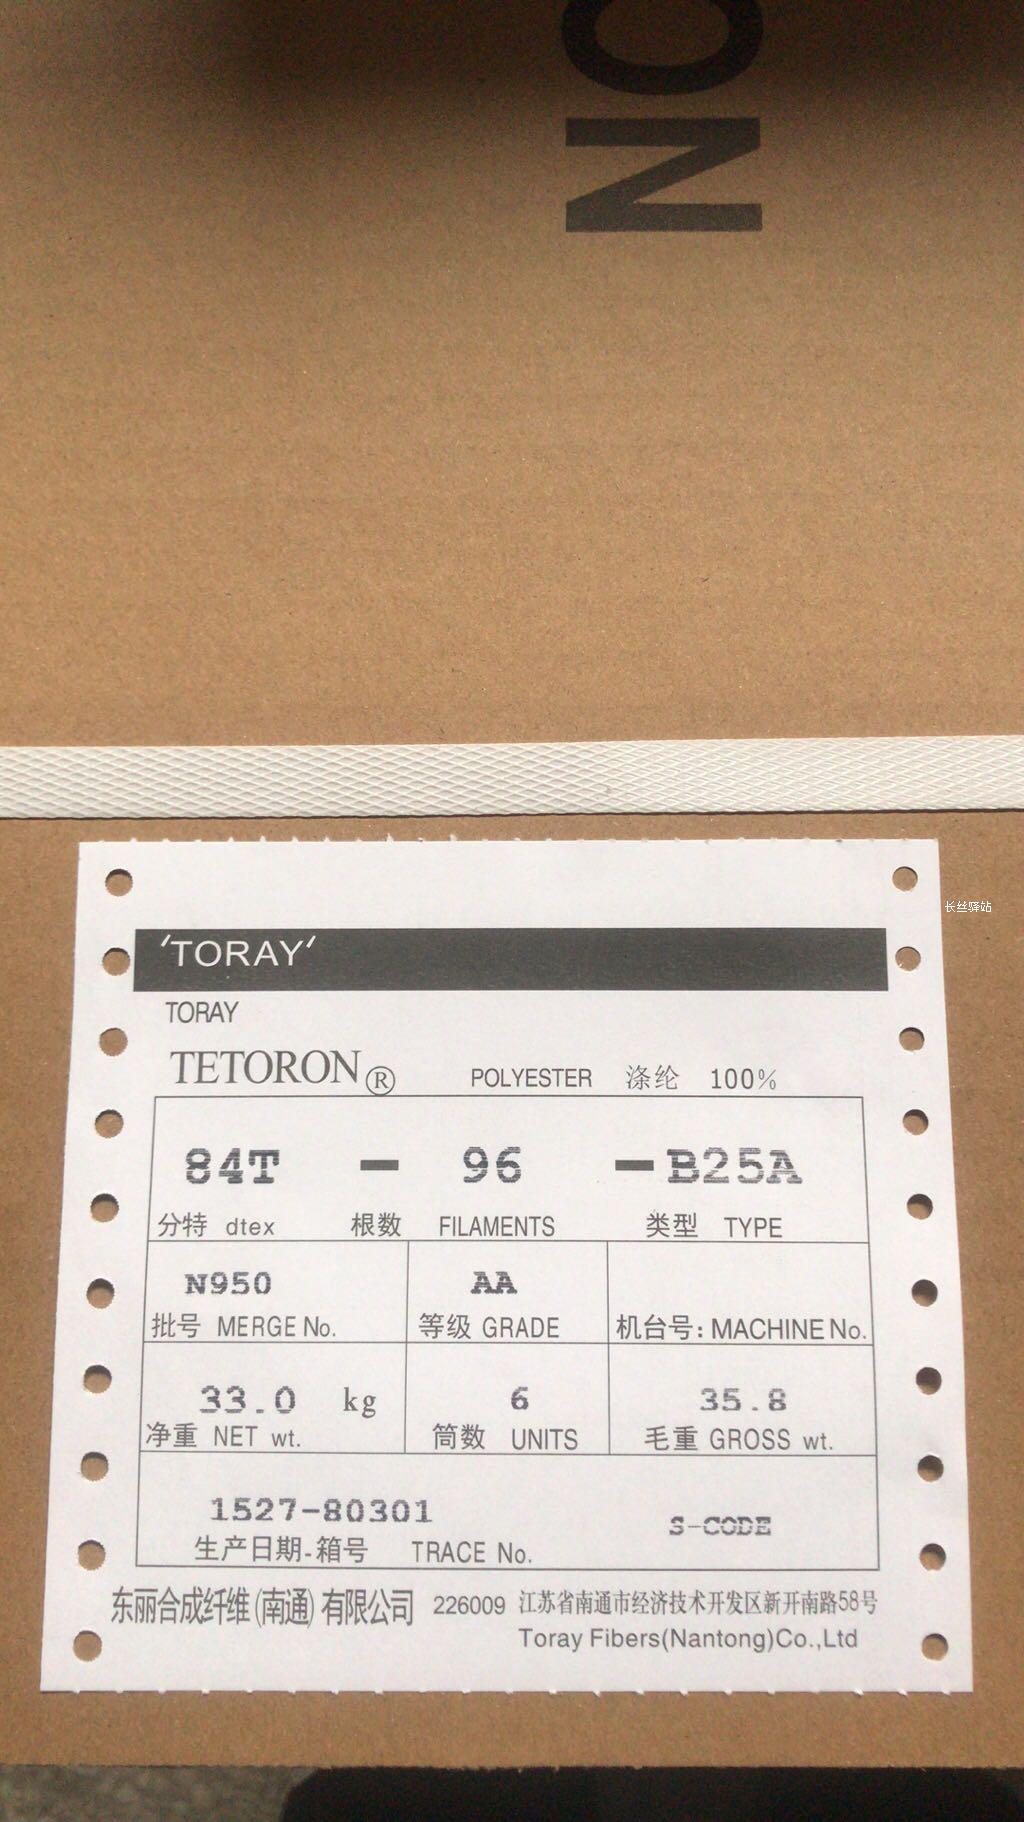 NO
长丝驿站
‘TORAY’
TORAY
TETORON® POLYESTER 涤纶 100%
84T - 96 -B25A
分特 dtex 根数 FILAMENTS 类型 TYPE
N950 AA
批号 MERGE No. 等级 GRADE 机台号: MACHINE No.
33.0 kg 6 35.8
净重 NET wt. 筒数 UNITS 毛重 GROSS wt.
1527-80301 S-CODE
生产日期-箱号 TRACE No.
东丽合成纤维(南通)有限公司 226009 江苏省南通市经济技术开发区新开南路58号
Toray Fibers(Nantong)Co.,Ltd